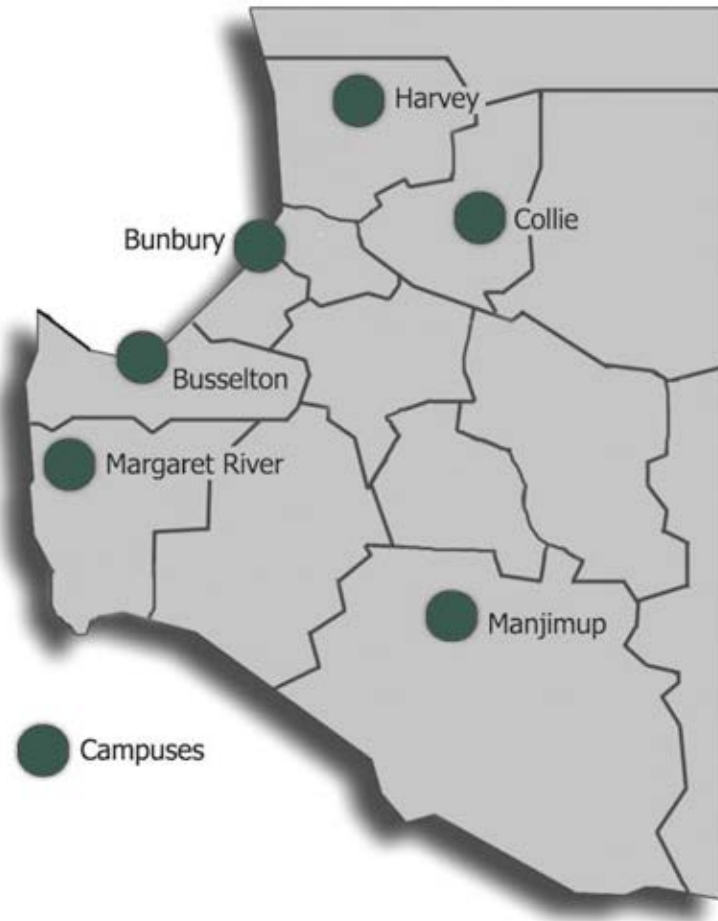 Harvey
Collie
Bunbury
Busselton
Margaret River
Manjimup
Campuses